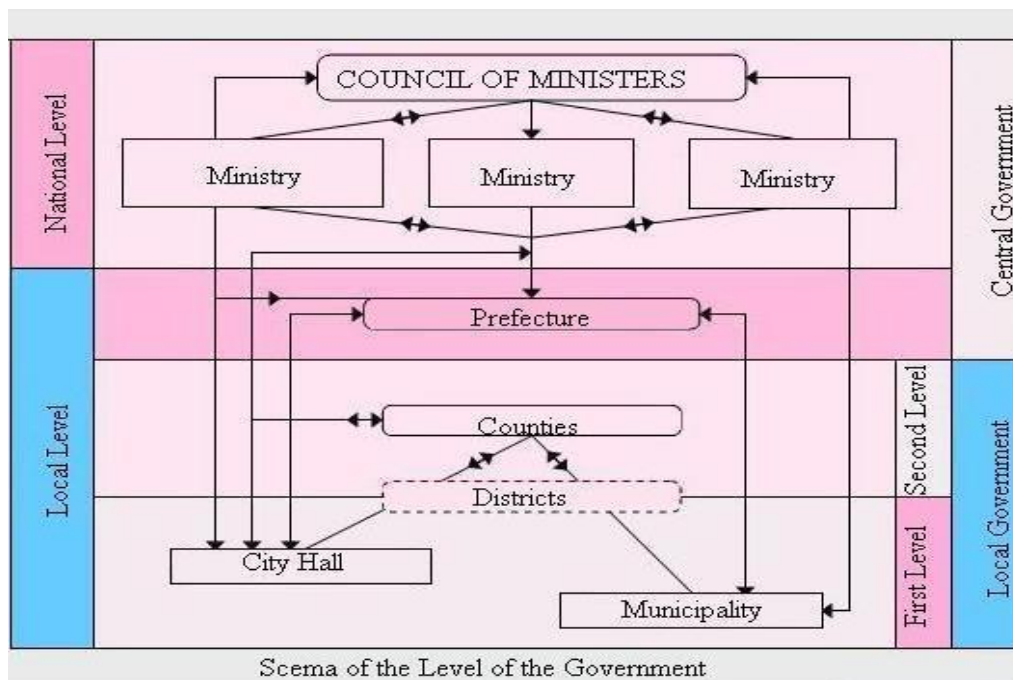 National Level
COUNCIL OF MINISTERS
Central Government
Ministry
Ministry
Ministry
Local Level
Prefecture
Second Level
Local Government
Counties
Districts
First Level
City Hall
Municipality
Scema of the Level of the Government